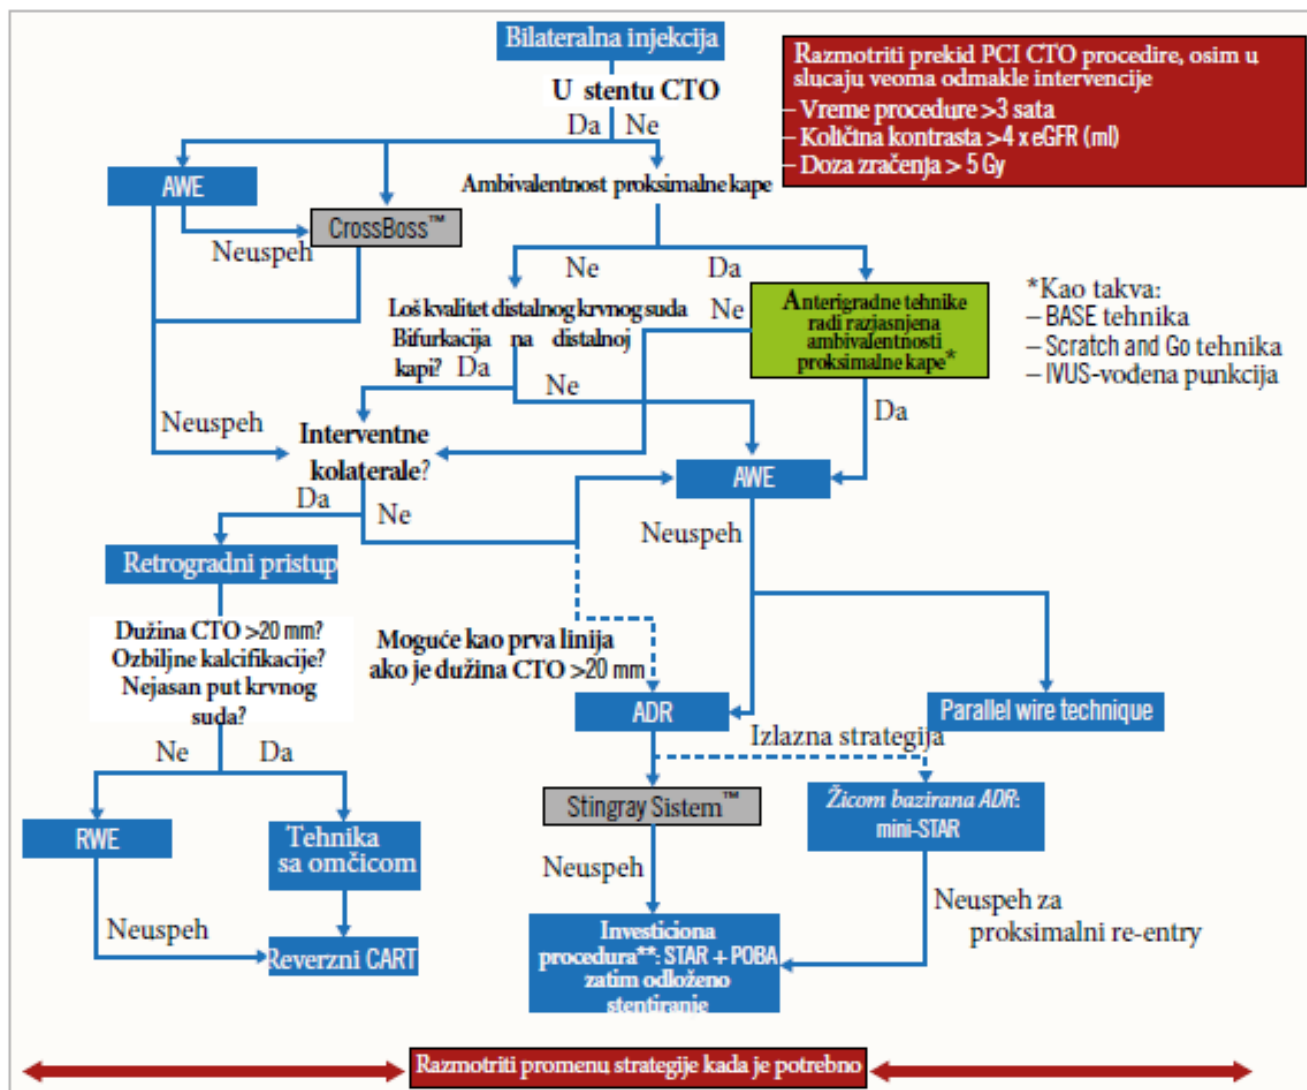 Bilateralna injekcija
Razmotriti prekid PCI CTO procedire, osim u
slucaju veoma odmakle intervencije
– Vreme procedure >3 sata
– Količina kontrasta >4 x eGFR (ml)
– Doza zračenja > 5 Gy
U stentu CTO
Da Ne
AWE
Ambivalentnost proksimalne kape
CrossBoss™
Neuspeh
Ne Da
Loš kvalitet distalnog krvnog suda
Bifurkacija na distalnoj
kapi? Da
Ne
Ne
Anterigradne tehnike
radi razjasnjena
ambivalentnosti
proksimalne kape*
*Kao takva:
– BASE tehnika
– Scratch and Go tehnika
– IVUS-vođena punkcija
Neuspeh
Da
Interventne
kolaterale?
AWE
Da
Ne
Neuspeh
Retrogradni pristup
Dužina CTO >20 mm?
Ozbiljne kalcifikacije?
Nejasan put krvnog
suda?
Moguće kao prva linija
ako je dužina CTO >20 mm
ADR
Parallel wire technique
Izlazna strategija
Ne Da
Stingray Sistem™
Žicom bazirana ADR:
mini-STAR
RWE
Tehnika
sa omčicom
Neuspeh
Neuspeh za
proksimalni re-entry
Neuspeh
Reverzni CART
Investiciona
procedura**: STAR + POBA
zatim odloženo
stentiranje
Razmotriti promenu strategije kada je potrebno